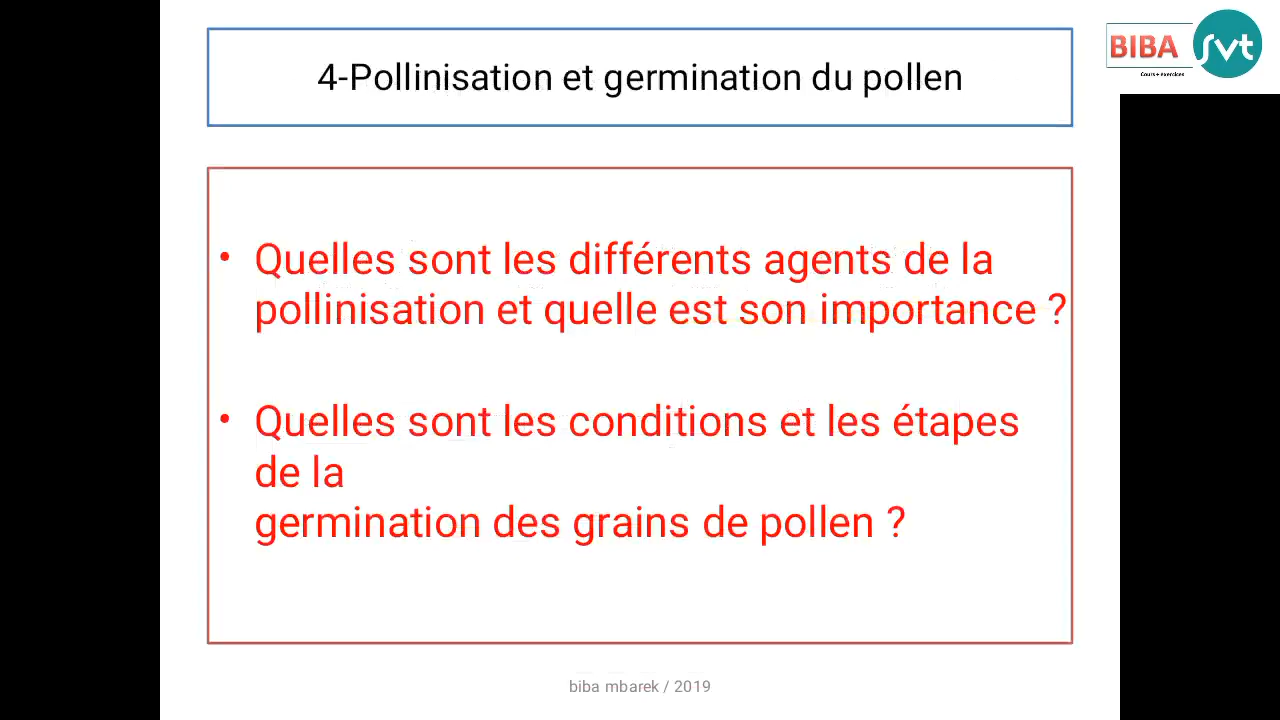 BIBA
svt
Cours + exercices
4-Pollinisation et germination du pollen
• Quelles sont les différents agents de la
pollinisation et quelle est son importance ?
• Quelles sont les conditions et les étapes
de la
germination des grains de pollen ?
biba mbarek / 2019